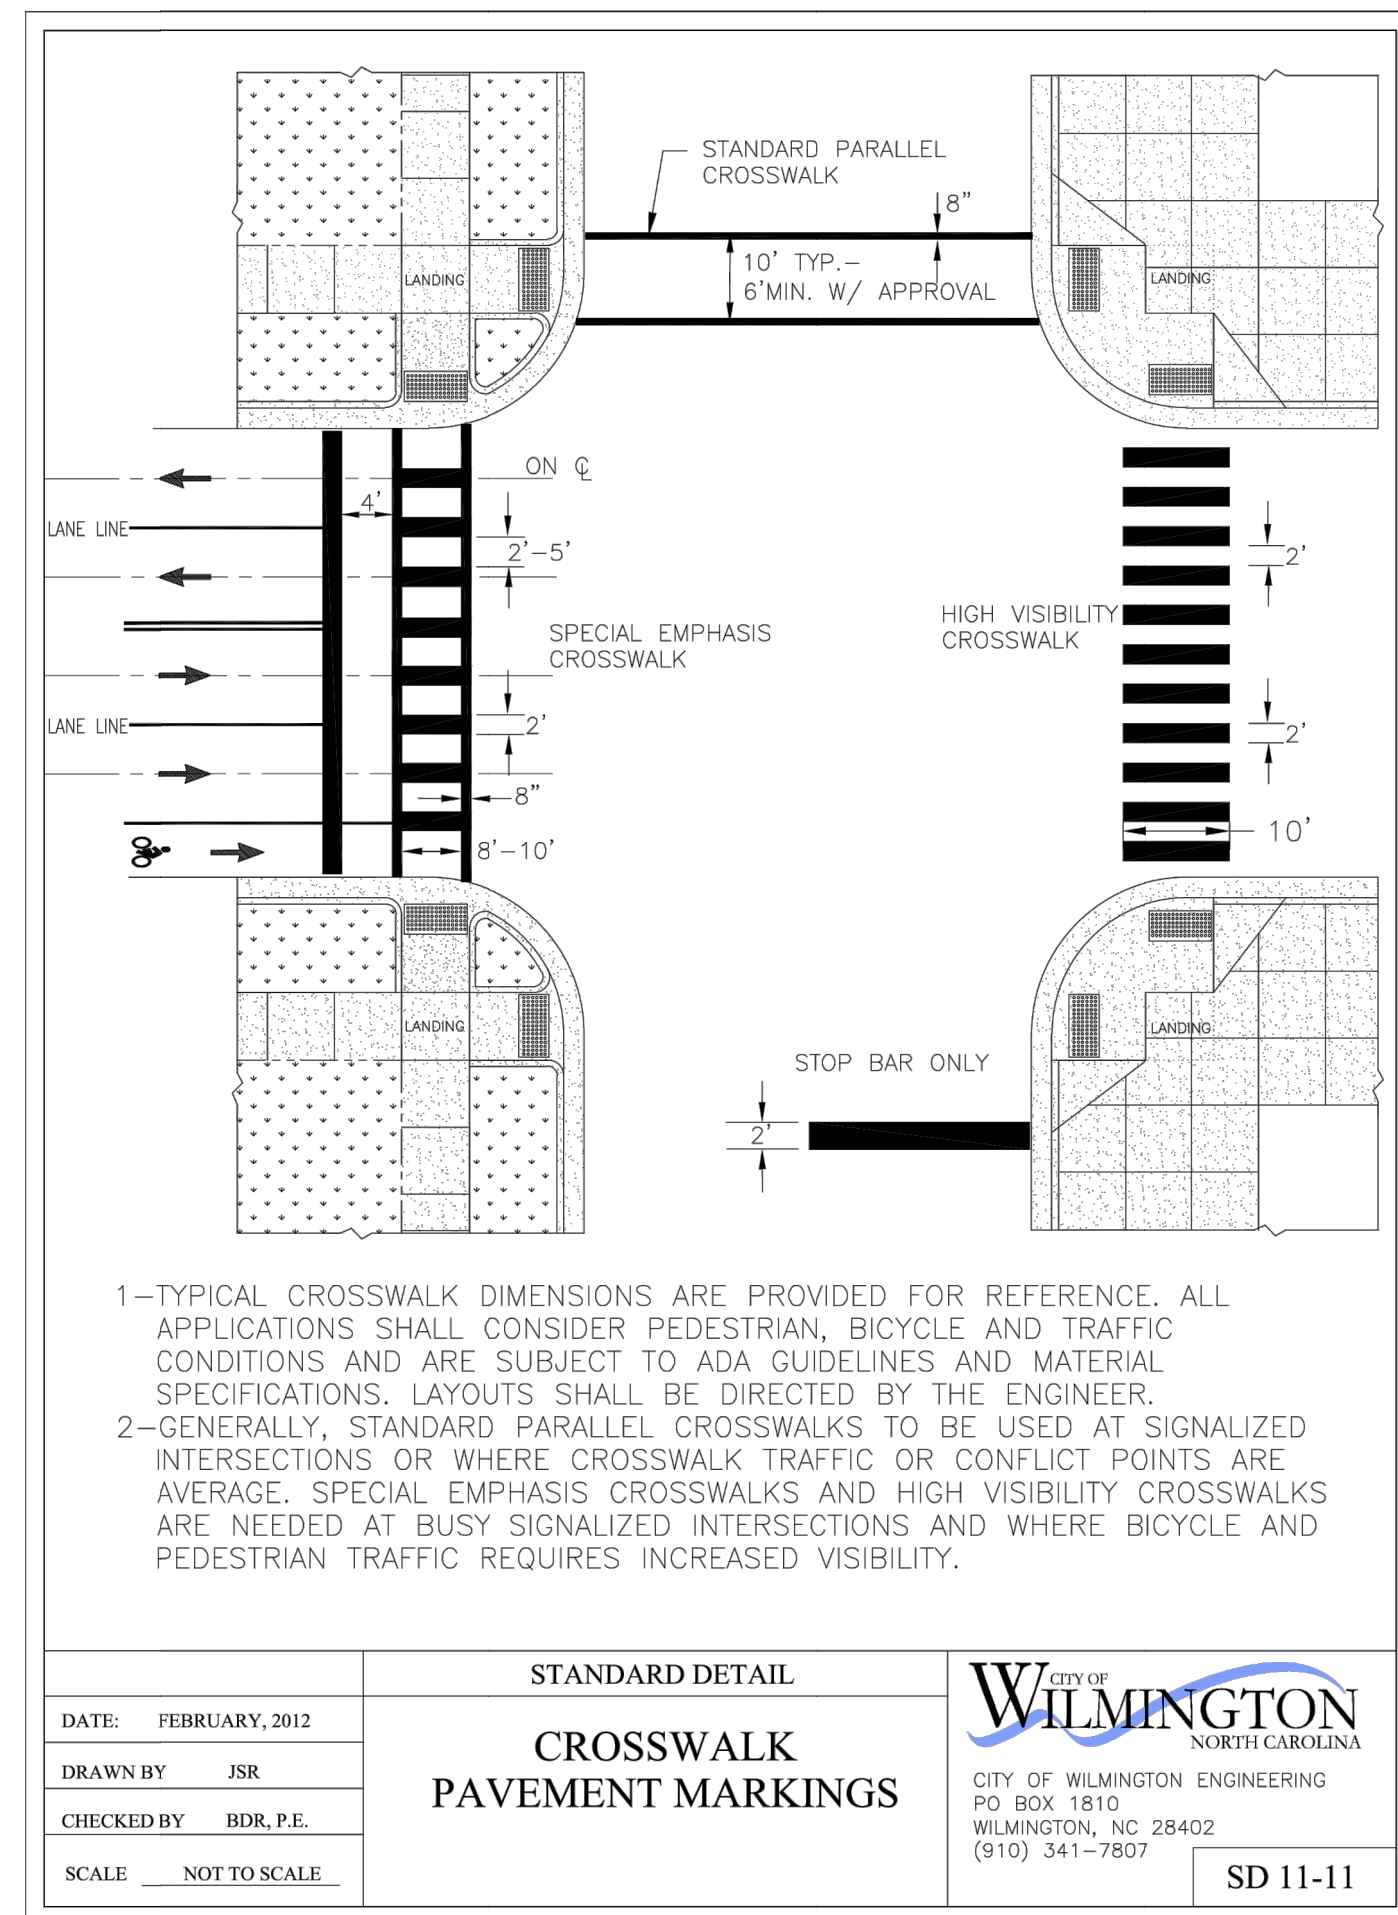 STANDARD PARALLEL
CROSSWALK
8"
10' TYP.–
6'MIN. W/ APPROVAL
LANDING
LANDING
ON ℄
4'
LANE LINE
2'–5'
2'
HIGH VISIBILITY
CROSSWALK
SPECIAL EMPHASIS
CROSSWALK
LANE LINE
2'
2'
8"
10'
8'–10'
LANDING
LANDING
STOP BAR ONLY
2'
1–TYPICAL CROSSWALK DIMENSIONS ARE PROVIDED FOR REFERENCE. ALL
APPLICATIONS SHALL CONSIDER PEDESTRIAN, BICYCLE AND TRAFFIC
CONDITIONS AND ARE SUBJECT TO ADA GUIDELINES AND MATERIAL
SPECIFICATIONS. LAYOUTS SHALL BE DIRECTED BY THE ENGINEER.
2–GENERALLY, STANDARD PARALLEL CROSSWALKS TO BE USED AT SIGNALIZED
INTERSECTIONS OR WHERE CROSSWALK TRAFFIC OR CONFLICT POINTS ARE
AVERAGE. SPECIAL EMPHASIS CROSSWALKS AND HIGH VISIBILITY CROSSWALKS
ARE NEEDED AT BUSY SIGNALIZED INTERSECTIONS AND WHERE BICYCLE AND
PEDESTRIAN TRAFFIC REQUIRES INCREASED VISIBILITY.
DATE: FEBRUARY, 2012
DRAWN BY JSR
CHECKED BY BDR, P.E.
SCALE NOT TO SCALE
STANDARD DETAIL
CROSSWALK
PAVEMENT MARKINGS
CITY OF
WILMINGTON
NORTH CAROLINA
CITY OF WILMINGTON ENGINEERING
PO BOX 1810
WILMINGTON, NC 28402
(910) 341–7807
SD 11-11